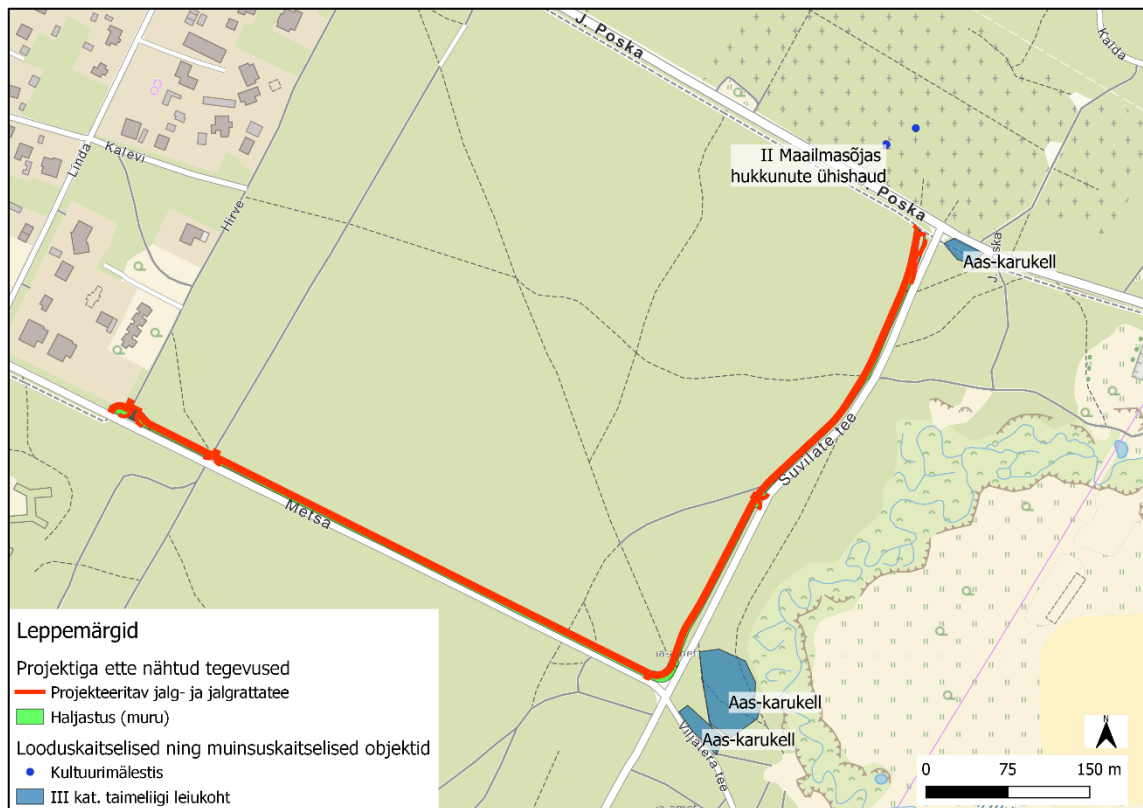 J. Poska
Kalda
Linda
Kalevi
Hirve
II Maailmasõjas
hukkunute ühishaud
Poska
Aas-karukell
Suvilate tee
Metsa
Aas-karukell
Aas-karukell
Viljatera tee
Leppemärgid
Projektiga ette nähtud tegevused
Projekteeritav jalg- ja jalgrattatee
Haljastus (muru)
Looduskaitselised ning muinsuskaitselised objektid
Kultuurimälestis
III kat. taimeliigi leiukoht
N
0 75 150 m